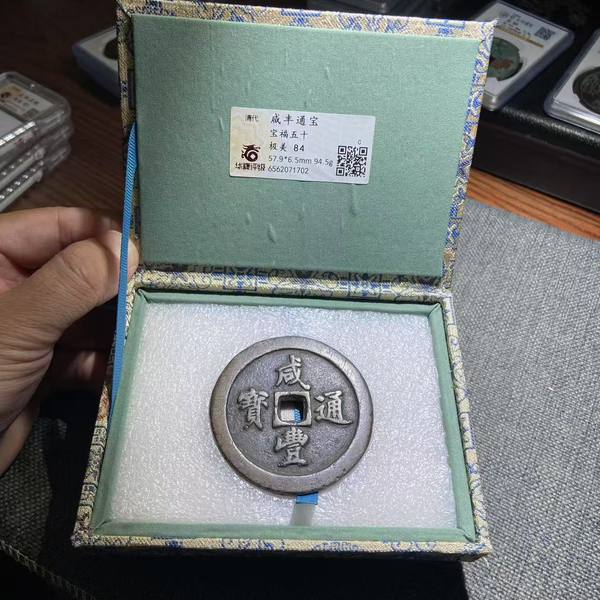 清代
咸丰通宝
宝福五十
极美 84
57.9*6.5mm 94.5g
华夏评级 6562071702
C
咸
寶 通
豐